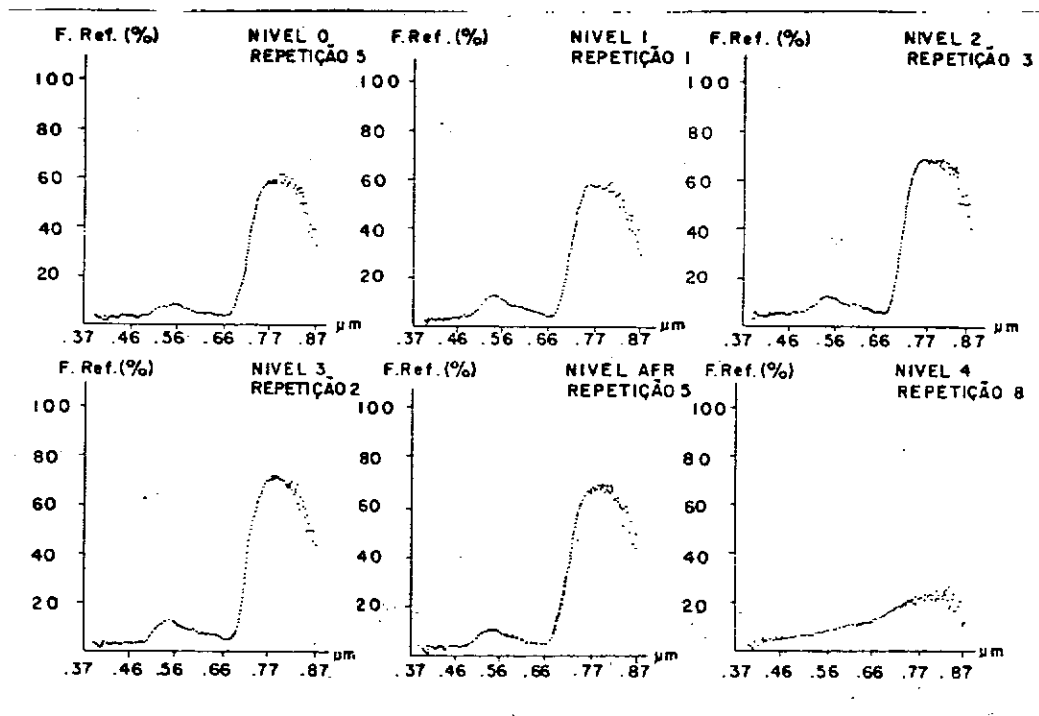 F. Ref. (%) NIVEL 0
REPETIÇÃO 5
100
80
60
40
20
.37 .46 .56 .66 .77 .87 µm
F.Ref.(%) NIVEL 1
REPETIÇÃO 1
100
80
60
40
20
.37 .46 .56 .66 .77 .87 µm
F.Ref.(%) NIVEL 2
REPETIÇÃO 3
100
80
60
40
20
.37 .46 .56 .66 .77 .87 µm
F. Ref.(%) NIVEL 3
REPETIÇÃO 2
100
80
60
40
20
.37 .46 .56 .66 .77 .87 µm
F.Ref.(%) NIVEL AFR
REPETIÇÃO 5
100
80
60
40
20
.37 .46 .56 .66 .77 .87 µm
F.Ref.(%) NIVEL 4
REPETIÇÃO 8
100
80
60
40
20
.37 .46 .56 .66 .77 .87 µm